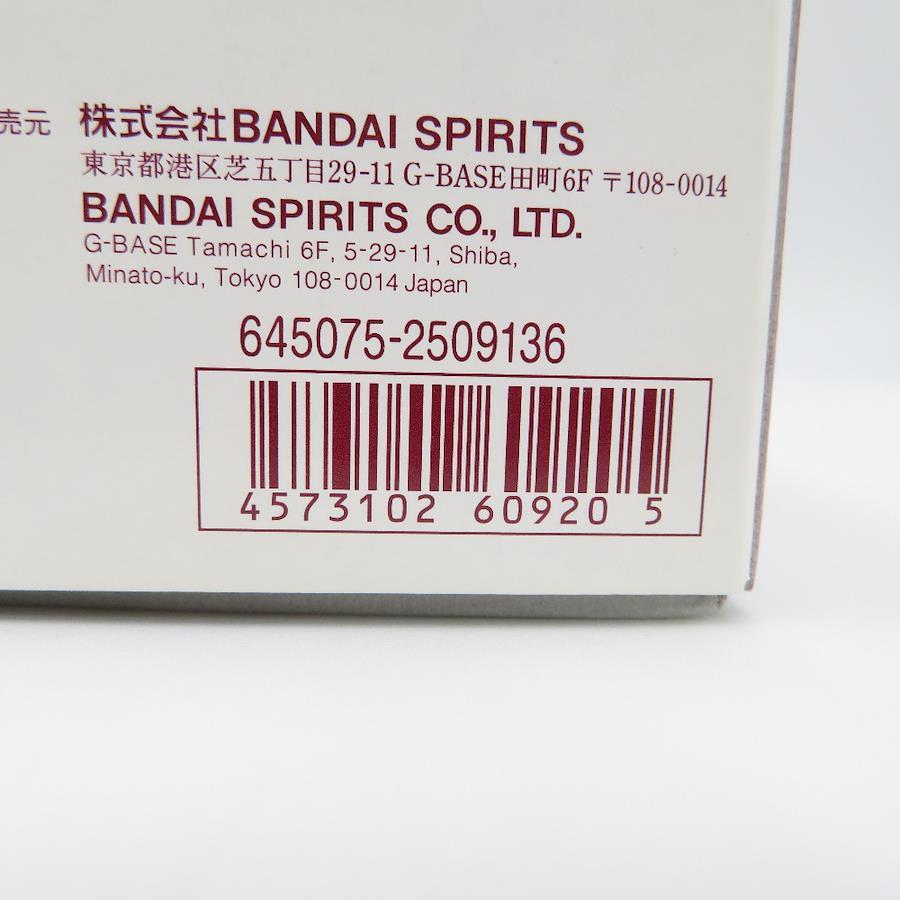 売元 株式会社BANDAI SPIRITS
東京都港区芝五丁目29-11 G-BASE田町6F 〒108-0014
BANDAI SPIRITS CO., LTD.
G-BASE Tamachi 6F, 5-29-11, Shiba,
Minato-ku, Tokyo 108-0014 Japan
645075-2509136
4573102 60920 5